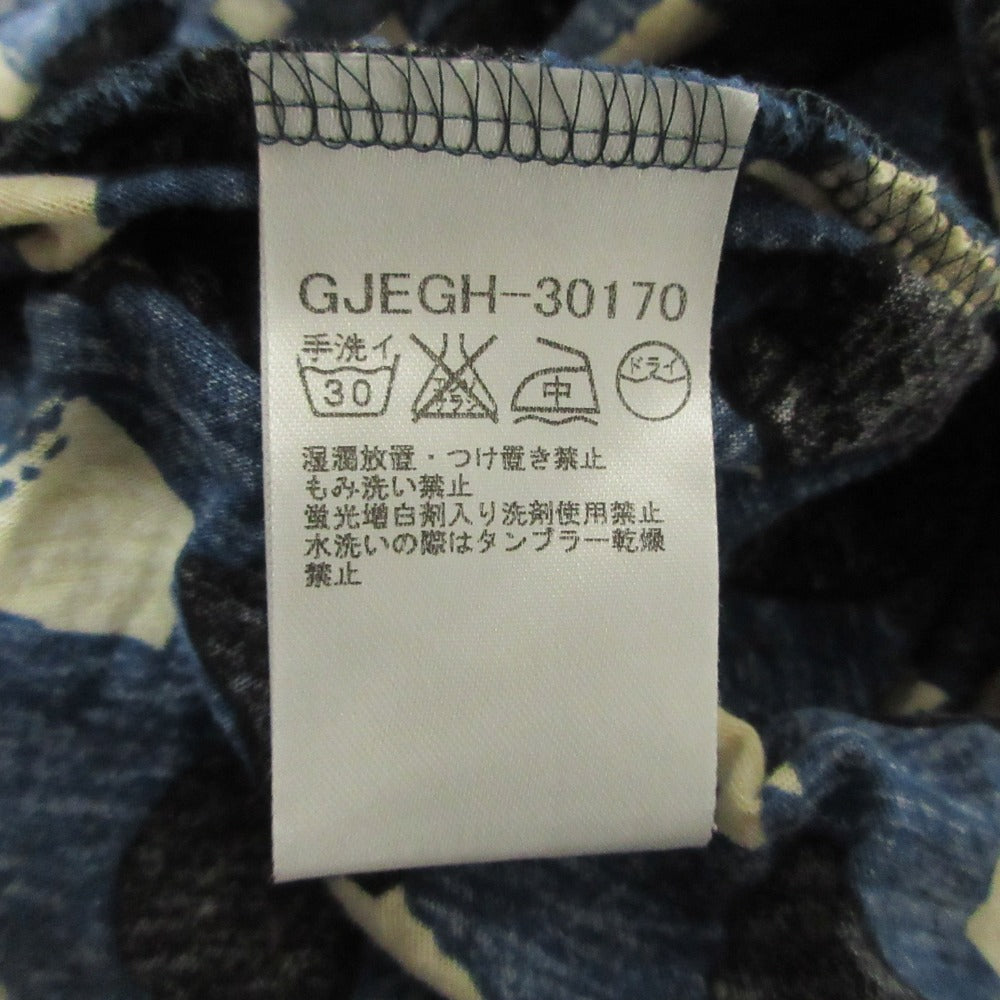 GJEGH-30170
手洗イ
30
中
ドライ
湿潤放置・つけ置き禁止
もみ洗い禁止
蛍光増白剤入り洗剤使用禁止
水洗いの際はタンブラー乾燥
禁止